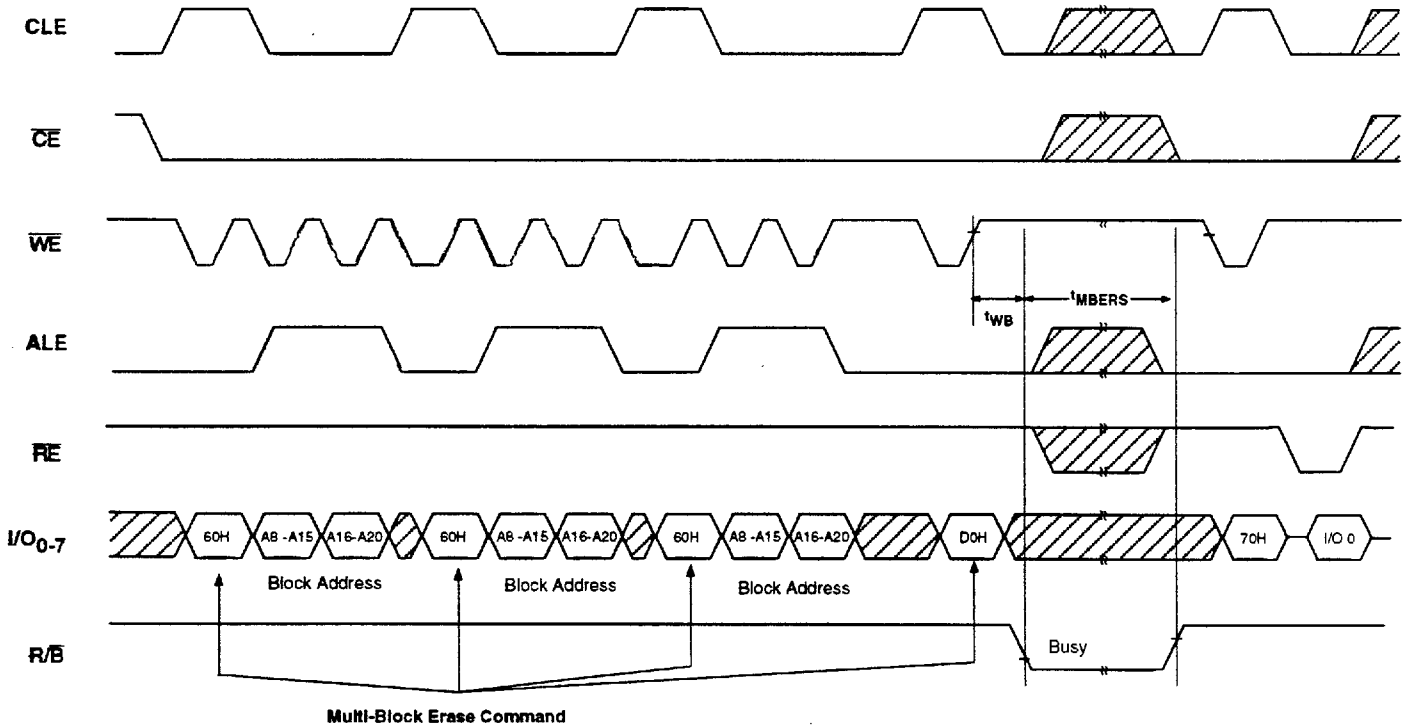 CLE
CE
WE
tMBERS
tWB
ALE
RE
I/O0-7 60H A8 -A15 A16-A20 60H A8 -A15 A16-A20 60H A8 -A15 A16-A20 D0H 70H I/O 0
Block Address Block Address Block Address
R/B Busy
Multi-Block Erase Command